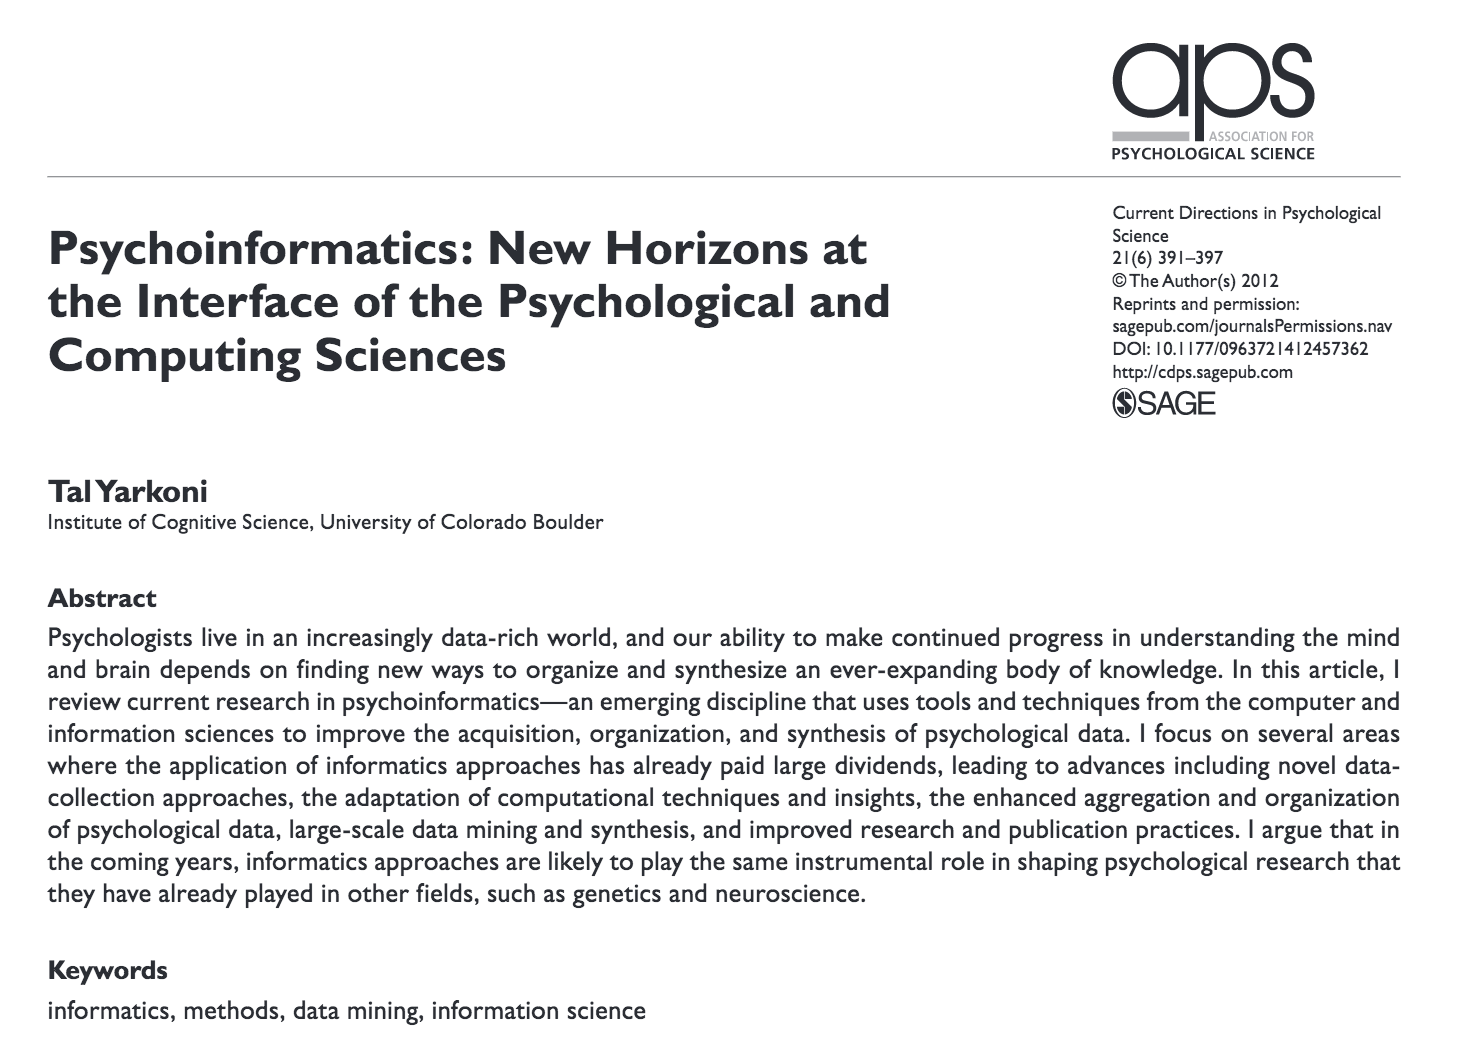 aps
ASSOCIATION FOR
PSYCHOLOGICAL SCIENCE
Psychoinformatics: New Horizons at
the Interface of the Psychological and
Computing Sciences
Current Directions in Psychological
Science
21(6) 391–397
© The Author(s) 2012
Reprints and permission:
sagepub.com/journalsPermissions.nav
DOI: 10.1177/0963721412457362
http://cdps.sagepub.com
SAGE
Tal Yarkoni
Institute of Cognitive Science, University of Colorado Boulder
Abstract
Psychologists live in an increasingly data-rich world, and our ability to make continued progress in understanding the mind
and brain depends on finding new ways to organize and synthesize an ever-expanding body of knowledge. In this article, I
review current research in psychoinformatics—an emerging discipline that uses tools and techniques from the computer and
information sciences to improve the acquisition, organization, and synthesis of psychological data. I focus on several areas
where the application of informatics approaches has already paid large dividends, leading to advances including novel data-
collection approaches, the adaptation of computational techniques and insights, the enhanced aggregation and organization
of psychological data, large-scale data mining and synthesis, and improved research and publication practices. I argue that in
the coming years, informatics approaches are likely to play the same instrumental role in shaping psychological research that
they have already played in other fields, such as genetics and neuroscience.
Keywords
informatics, methods, data mining, information science